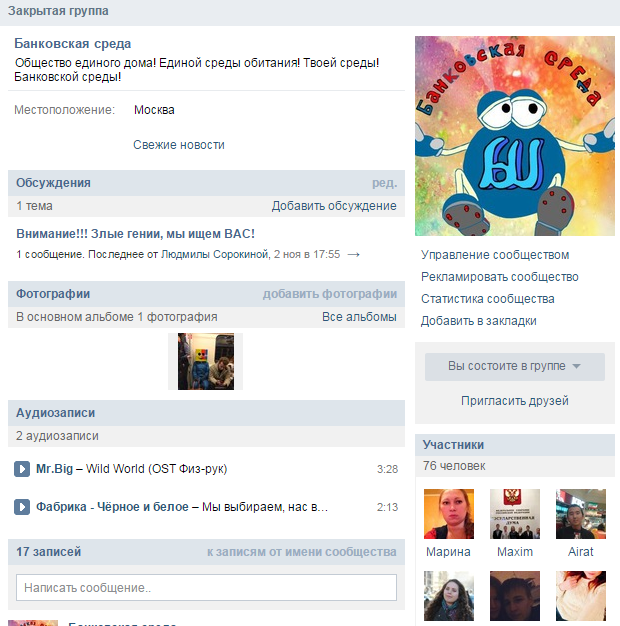 Закрытая группа
Банковская среда
Общество единого дома! Единой среды обитания! Твоей среды!
Банковской среды!
Местоположение: Москва
Свежие новости
Обсуждения ред.
1 тема Добавить обсуждение
Внимание!!! Злые гении, мы ищем ВАС!
1 сообщение. Последнее от Людмилы Сорокиной, 2 ноя в 17:55 →
Фотографии добавить фотографии
В основном альбоме 1 фотография Все альбомы
Аудиозаписи
2 аудиозаписи
Mr.Big – Wild World (OST Физ-рук) 3:28
Фабрика - Чёрное и белое – Мы выбираем, нас в... 2:13
17 записей к записям от имени сообщества
Написать сообщение..
Банковская среда
Банковская среда
Управление сообществом
Рекламировать сообщество
Статистика сообщества
Добавить в закладки
Вы состоите в группе
Пригласить друзей
Участники
76 человек
ГОСУДАРСТВЕННАЯ
ДУМА
Марина Maxim Airat